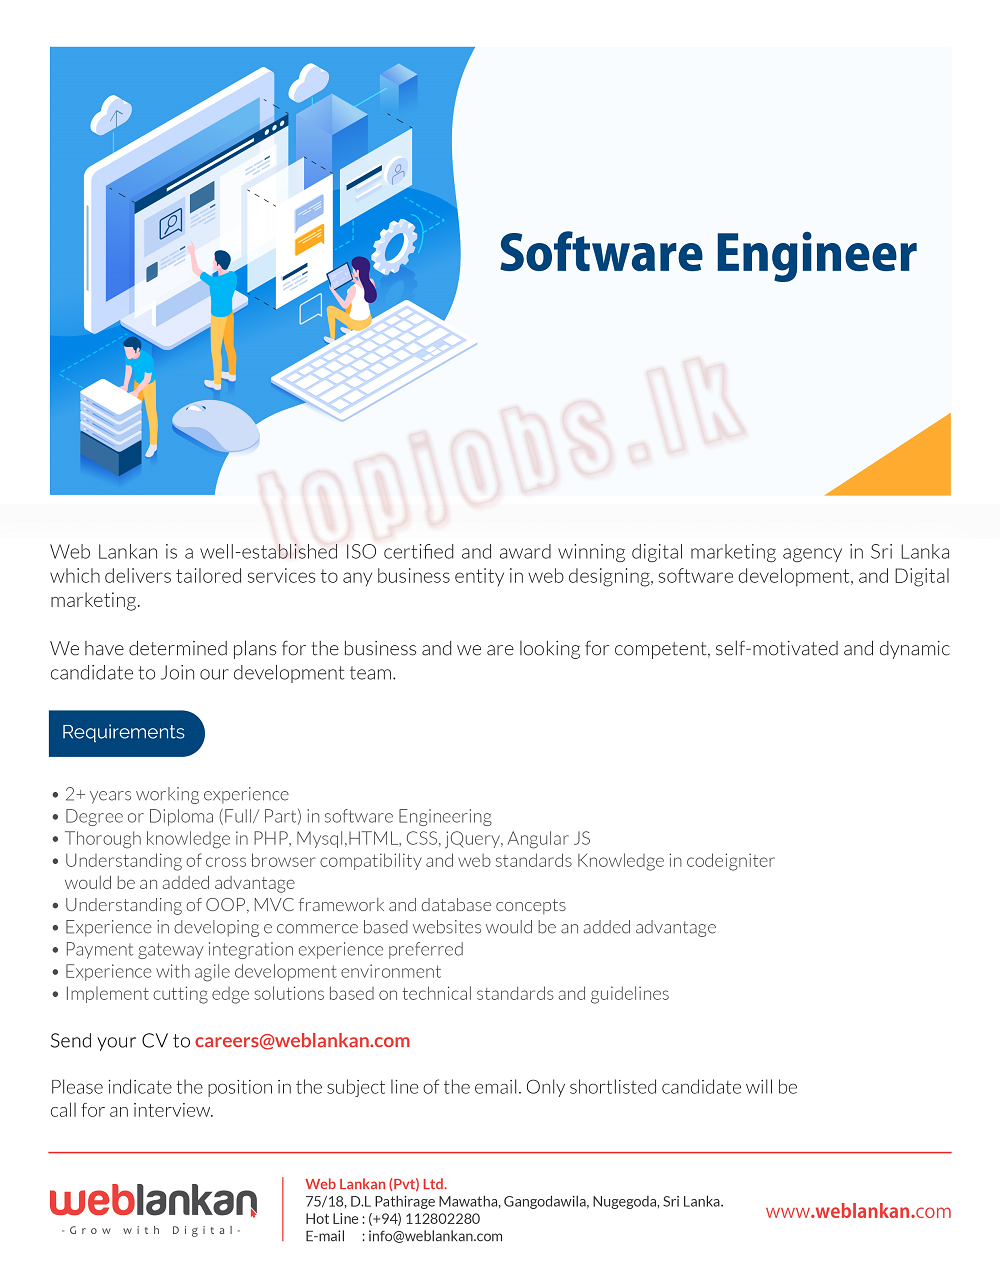 Software Engineer
topjobs.lk
Web Lankan is a well-established ISO certified and award winning digital marketing agency in Sri Lanka
which delivers tailored services to any business entity in web designing, software development, and Digital
marketing.
We have determined plans for the business and we are looking for competent, self-motivated and dynamic
candidate to Join our development team.
Requirements
• 2+ years working experience
• Degree or Diploma (Full/ Part) in software Engineering
• Thorough knowledge in PHP, Mysql,HTML, CSS, jQuery, Angular JS
• Understanding of cross browser compatibility and web standards Knowledge in codeigniter
would be an added advantage
• Understanding of OOP, MVC framework and database concepts
• Experience in developing e commerce based websites would be an added advantage
• Payment gateway integration experience preferred
• Experience with agile development environment
• Implement cutting edge solutions based on technical standards and guidelines
Send your CV to careers@weblankan.com
Please indicate the position in the subject line of the email. Only shortlisted candidate will be
call for an interview.
weblankan
-Grow with Digital-
Web Lankan (Pvt) Ltd.
75/18, D.L Pathirage Mawatha, Gangodawila, Nugegoda, Sri Lanka.
Hot Line : (+94) 112802280
E-mail : info@weblankan.com
www.weblankan.com